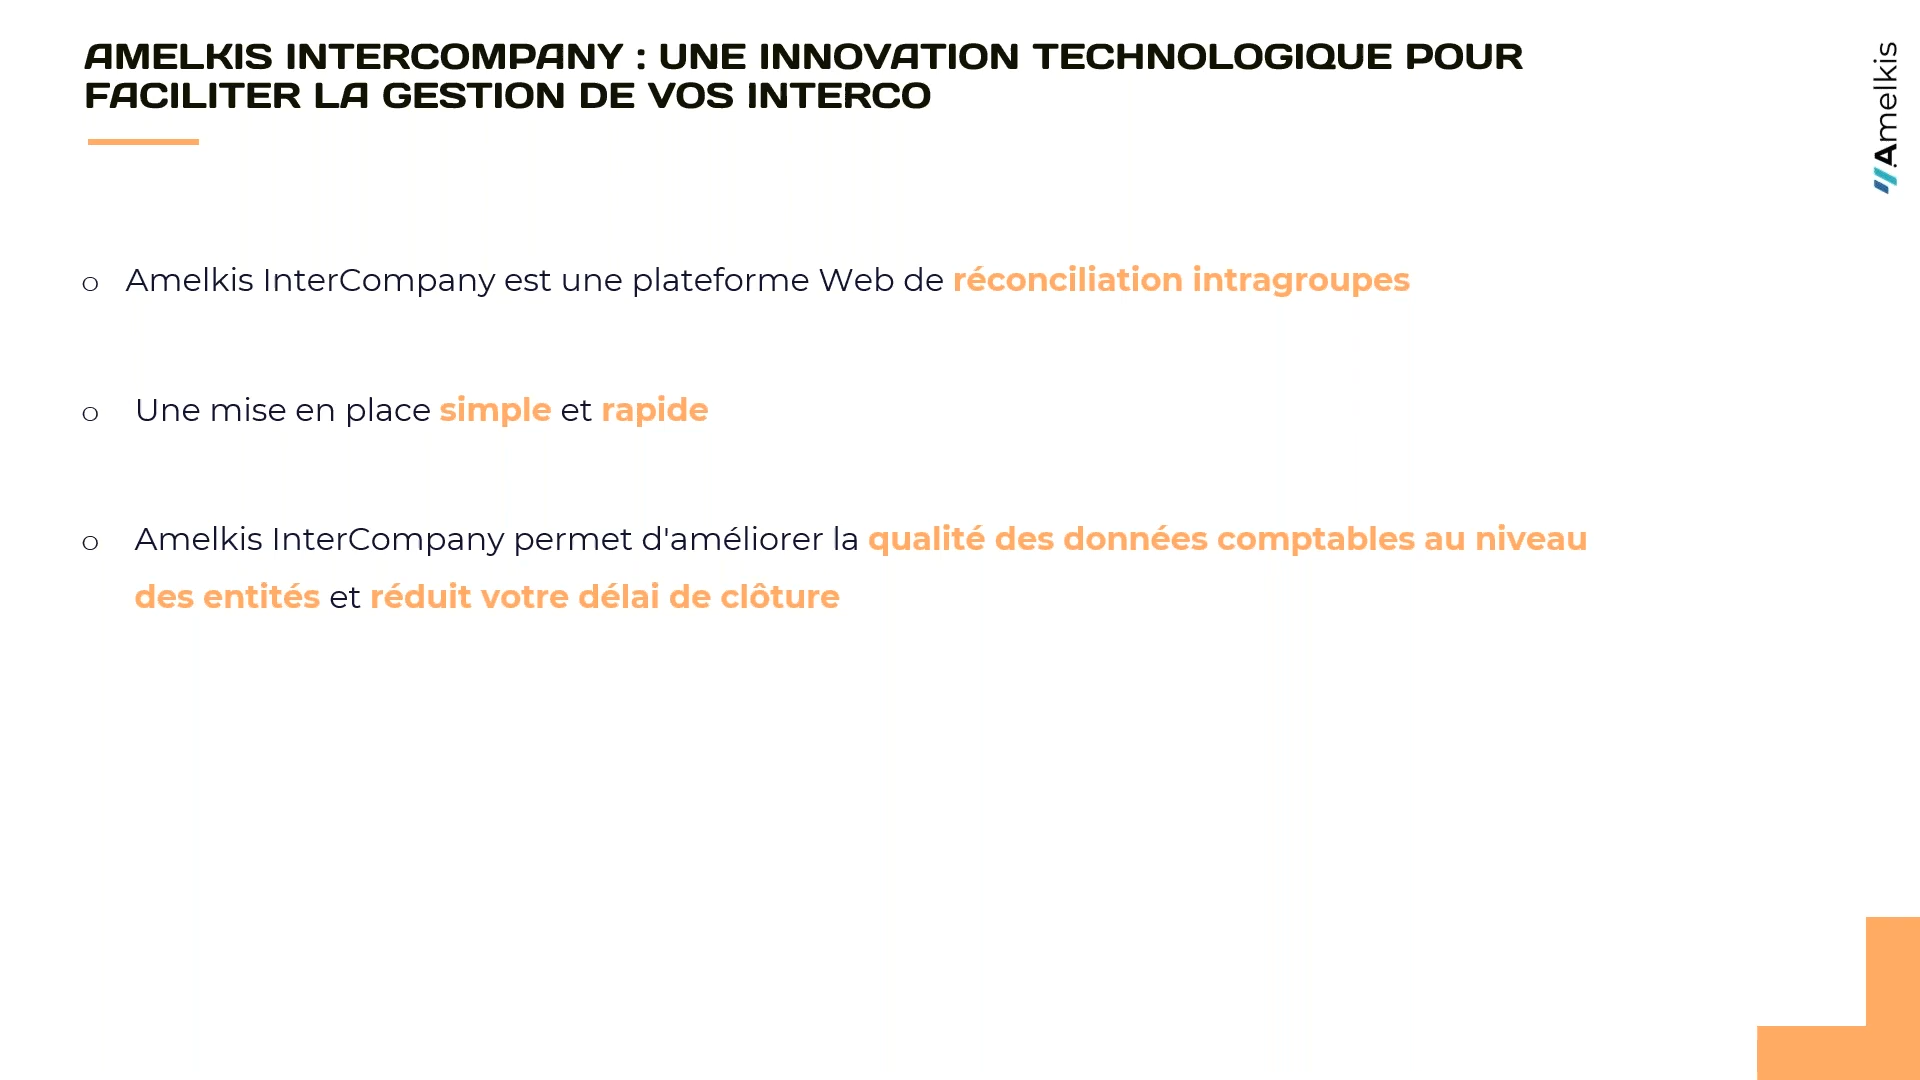 AMELKIS INTERCOMPANY : UNE INNOVATION TECHNOLOGIQUE POUR
FACILITER LA GESTION DE VOS INTERCO
Amelkis
o Amelkis InterCompany est une plateforme Web de réconciliation intragroupes
o Une mise en place simple et rapide
o Amelkis InterCompany permet d'améliorer la qualité des données comptables au niveau
des entités et réduit votre délai de clôture